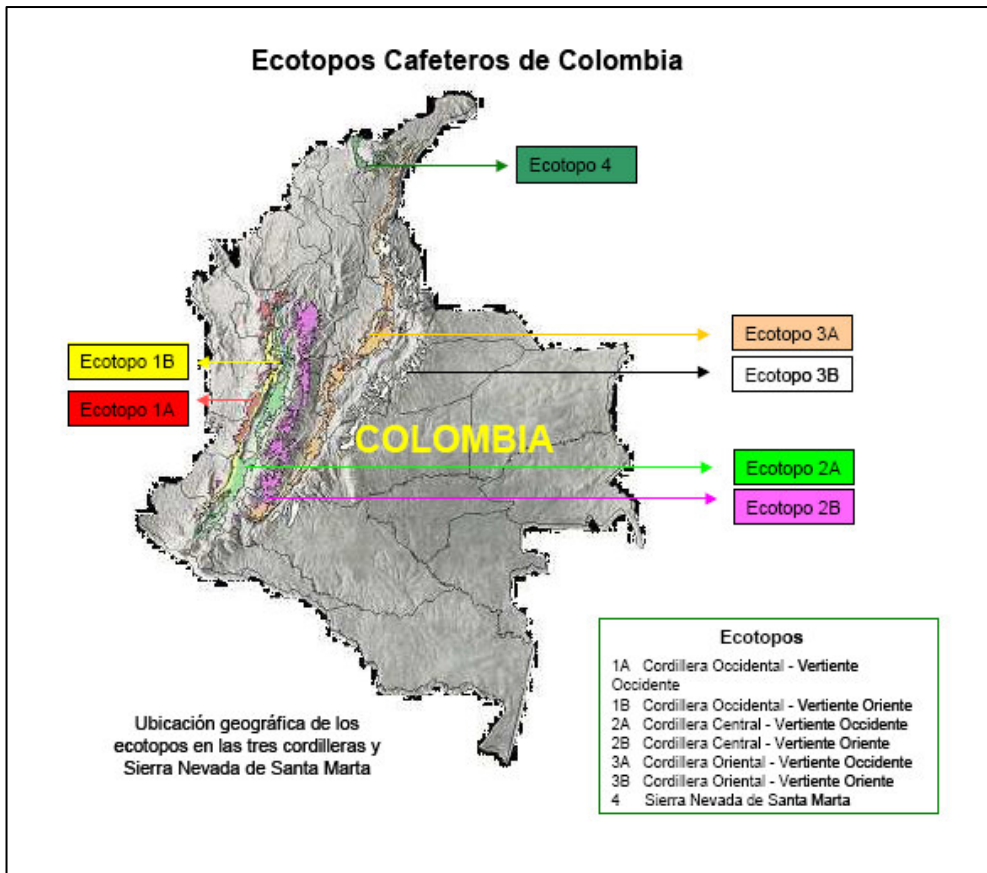 Ecotopos Cafeteros de Colombia
Ecotopo 4
Ecotopo 3A
Ecotopo 1B
Ecotopo 3B
Ecotopo 1A
COLOMBIA
Ecotopo 2A
Ecotopo 2B
Ubicación geográfica de los
ecotopos en las tres cordilleras y
Sierra Nevada de Santa Marta
Ecotopos
1A Cordillera Occidental - Vertiente
Occidente
1B Cordillera Occidental - Vertiente Oriente
2A Cordillera Central - Vertiente Occidente
2B Cordillera Central - Vertiente Oriente
3A Cordillera Oriental - Vertiente Occidente
3B Cordillera Oriental - Vertiente Oriente
4 Sierra Nevada de Santa Marta